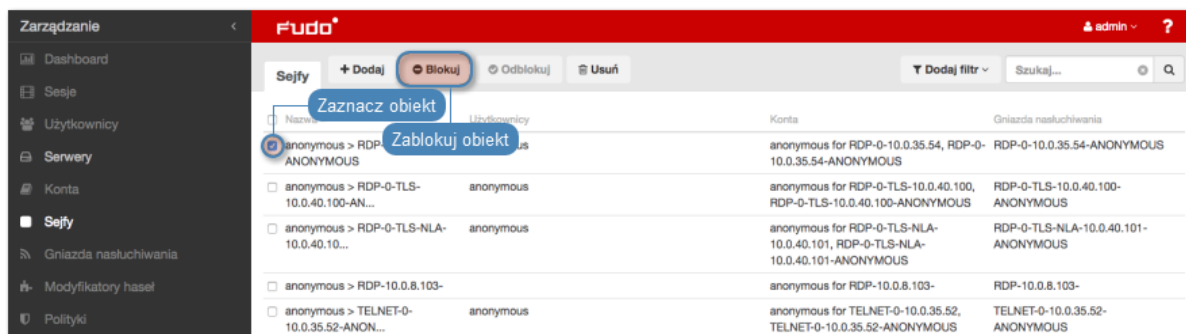 Zarządzanie
Fudo
admin
?
Dashboard
Sejfy
+ Dodaj
Blokuj
Odblokuj
Usuń
Dodaj filtr
Szukaj...
Sesje
Zaznacz obiekt
Użytkownicy
Zablokuj obiekt
Nazwa
Użytkownicy
Konta
Gniazda nasłuchiwania
Serwery
Konta
Sejfy
Gniazda nasłuchiwania
Modyfikatory haseł
Polityki
anonymous > RDP-
ANONYMOUS
us
anonymous for RDP-0-10.0.35.54, RDP-0-
10.0.35.54-ANONYMOUS
RDP-0-10.0.35.54-ANONYMOUS
anonymous > RDP-0-TLS-
10.0.40.100-AN...
anonymous
anonymous for RDP-0-TLS-10.0.40.100,
RDP-0-TLS-10.0.40.100-ANONYMOUS
RDP-0-TLS-10.0.40.100-
ANONYMOUS
anonymous > RDP-0-TLS-NLA-
10.0.40.10...
anonymous
anonymous for RDP-0-TLS-NLA-
10.0.40.101, RDP-0-TLS-NLA-
10.0.40.101-ANONYMOUS
RDP-0-TLS-NLA-10.0.40.101-
ANONYMOUS
anonymous > RDP-10.0.8.103-
anonymous for RDP-10.0.8.103-
RDP-10.0.8.103-
anonymous > TELNET-0-
10.0.35.52-ANON...
anonymous
anonymous for TELNET-0-10.0.35.52,
TELNET-0-10.0.35.52-ANONYMOUS
TELNET-0-10.0.35.52-
ANONYMOUS